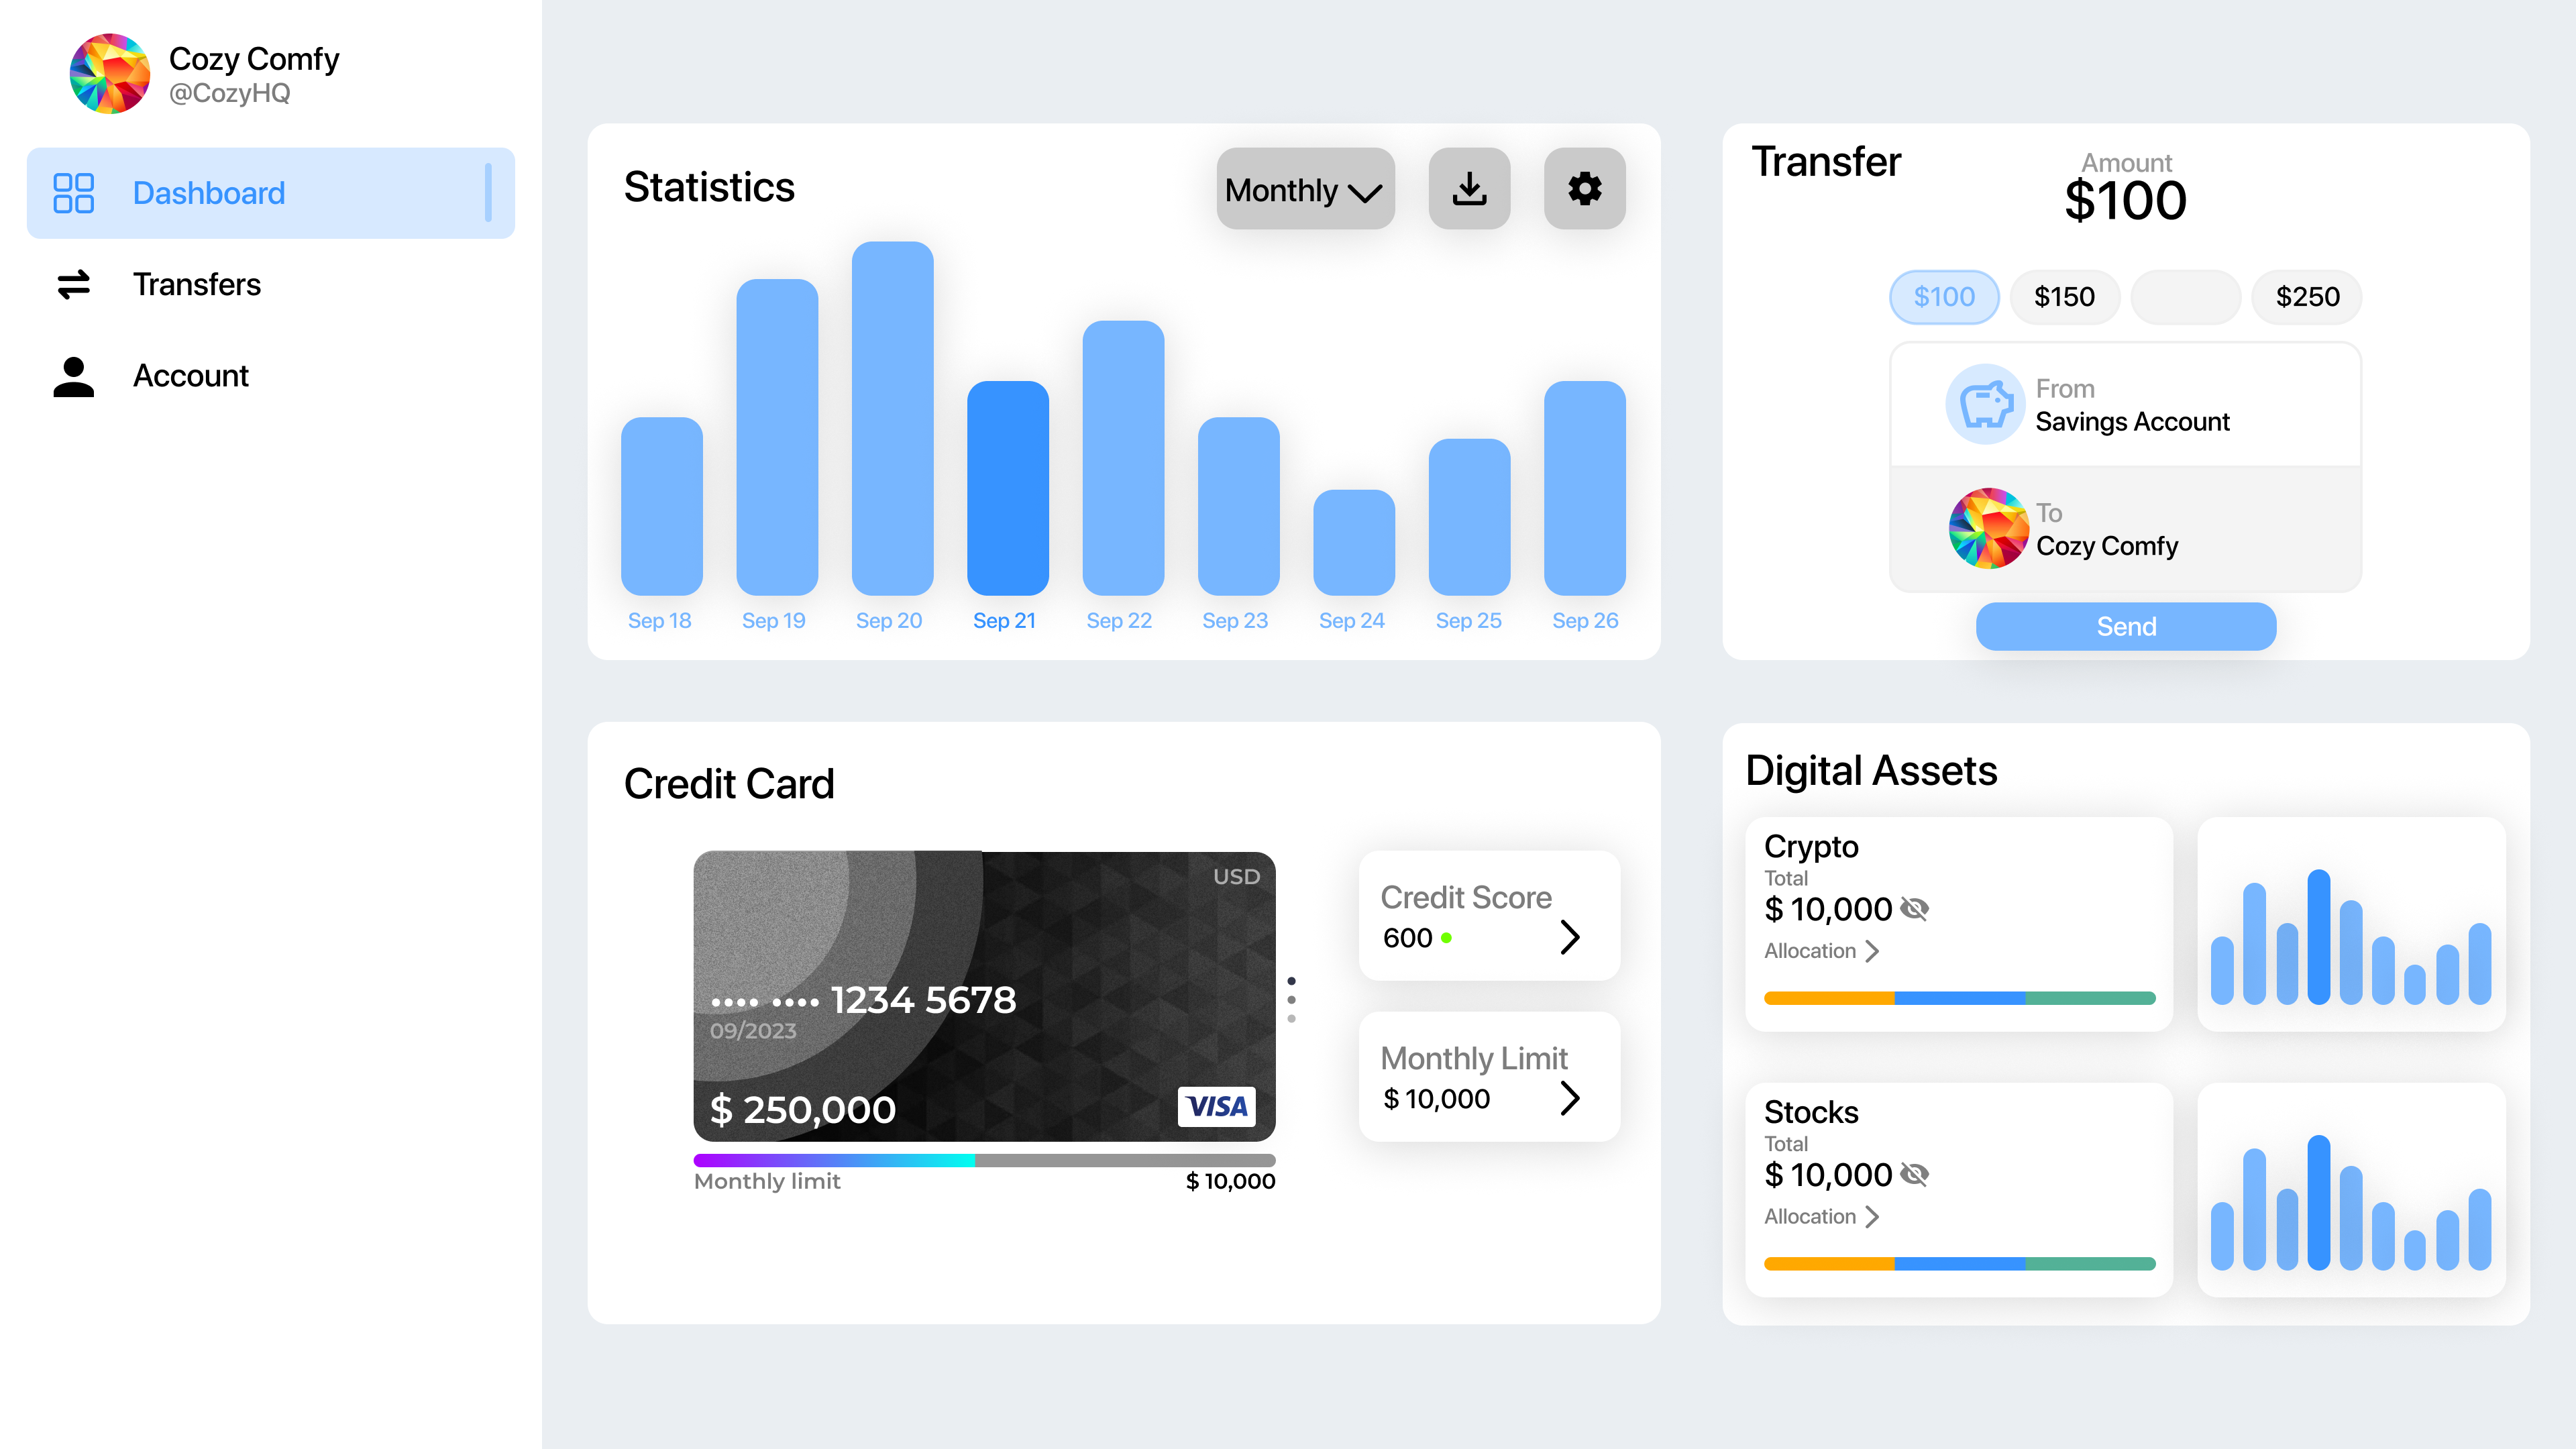 Cozy Comfy
@CozyHQ
Dashboard
Transfers
Account
Statistics
Monthly
Sep 18
Sep 19
Sep 20
Sep 21
Sep 22
Sep 23
Sep 24
Sep 25
Sep 26
Transfer
Amount
$100
$100
$150
$250
From
Savings Account
To
Cozy Comfy
Send
Credit Card
USD
•••• •••• 1234 5678
09/2023
$ 250,000
VISA
Monthly limit
$ 10,000
Credit Score
600
Monthly Limit
$ 10,000
Digital Assets
Crypto
Total
$ 10,000
Allocation
Stocks
Total
$ 10,000
Allocation